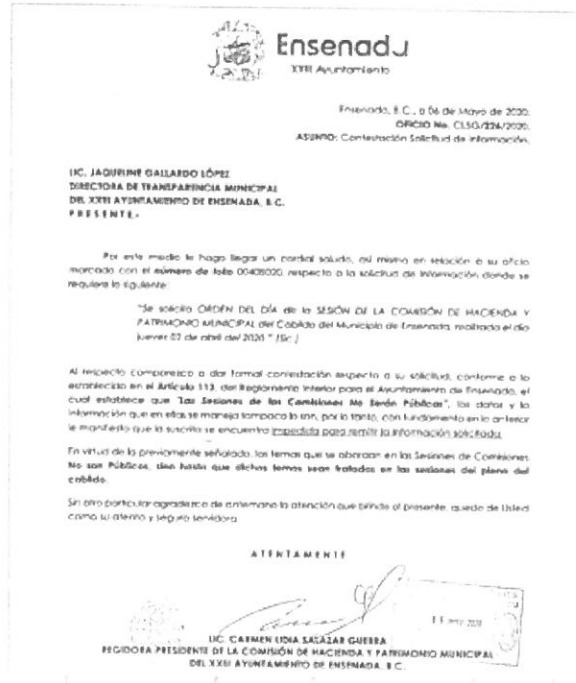 Ensenada
XXIII Ayuntamiento
Ensenada, B.C., a 06 de Mayo de 2020.
OFICIO No. CLSG/226/2020.
ASUNTO: Contestación Solicitud de Información.
LIC. JAQUELINE GALLARDO LÓPEZ
DIRECTORA DE TRANSPARENCIA MUNICIPAL
DEL XXIII AYUNTAMIENTO DE ENSENADA, B.C.
P R E S E N T E.-
Por este medio le hago llegar un cordial saludo, así mismo en relación a su oficio
marcado con el número de folio 00408020, respecto a la solicitud de información donde se
requiere lo siguiente:
"Se solicita ORDEN DEL DÍA de la SESIÓN DE LA COMISIÓN DE HACIENDA Y
PATRIMONIO MUNICIPAL del Cabildo del Municipio de Ensenada, realizada el día
jueves 02 de abril del 2020." (Sic.)
Al respecto comparezco a dar formal contestación respecto a su solicitud, conforme a lo
establecido en el Artículo 113, del Reglamento Interior para el Ayuntamiento de Ensenada, el
cual establece que "Las Sesiones de las Comisiones No Serán Públicas", los datos y la
información que en ellas se maneja tampoco lo son, por lo tanto, con fundamento en lo anterior
le manifiesto que la suscrita se encuentra impedida para remitir la información solicitada.
En virtud de lo previamente señalado, los temas que se abordan en las Sesiones de Comisiones
No son Públicas, sino hasta que dichos temas sean tratados en las sesiones del pleno del
cabildo.
Sin otro particular agradezco de antemano la atención que brinde al presente, quedo de Usted
como su atenta y segura servidora.
A T E N T A M E N T E
LIC. CARMEN LIDIA SALAZAR GUERRA
REGIDORA PRESIDENTE DE LA COMISIÓN DE HACIENDA Y PATRIMONIO MUNICIPAL
DEL XXIII AYUNTAMIENTO DE ENSENADA, B.C.